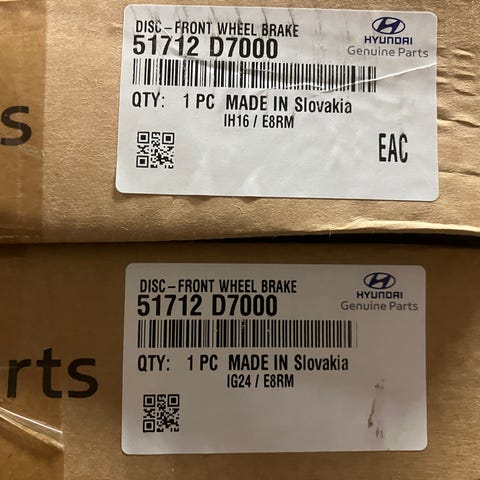 DISC-FRONT WHEEL BRAKE
51712 D7000
HYUNDAI
Genuine Parts
QTY: 1 PC MADE IN Slovakia
IH16 / E8RM
EAC
s
DISC-FRONT WHEEL BRAKE
51712 D7000
HYUNDAI
Genuine Parts
QTY: 1 PC MADE IN Slovakia
IG24 / E8RM
rts